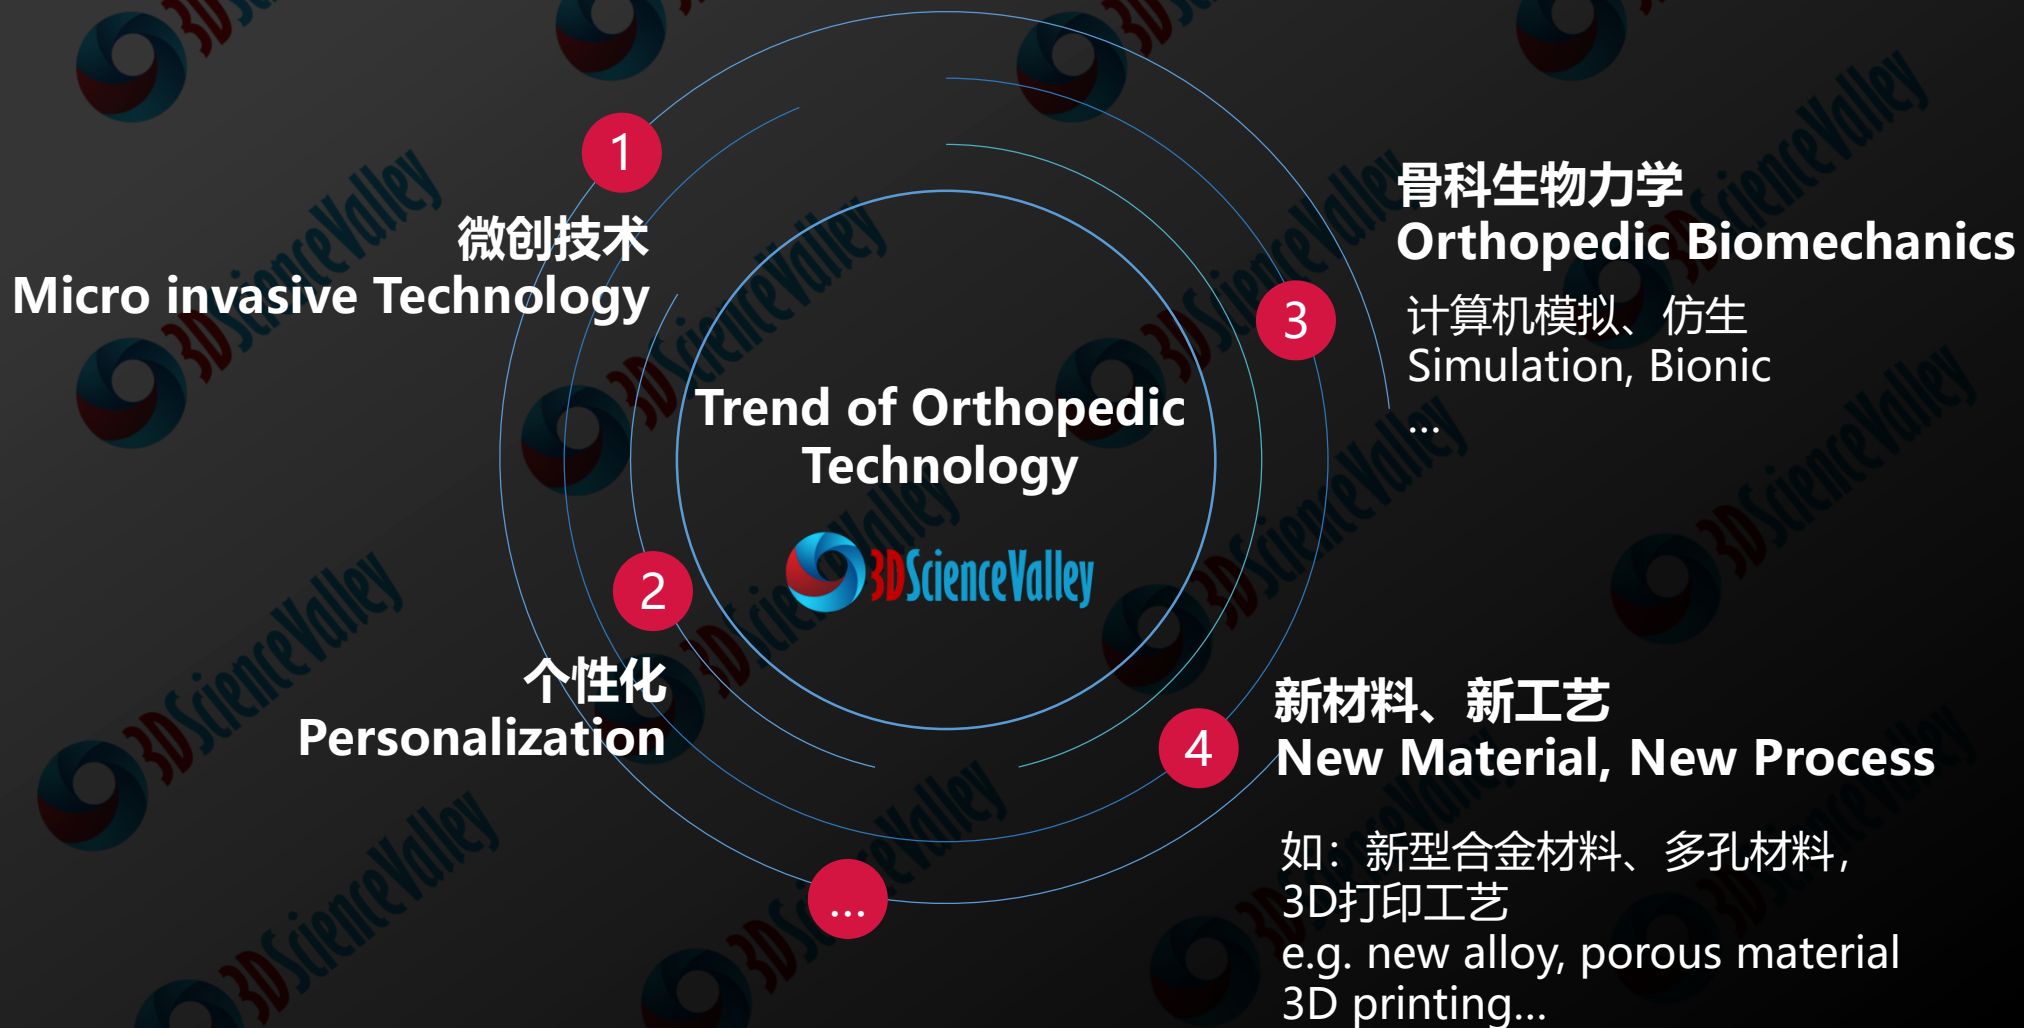 1
微创技术
Micro invasive Technology
2
个性化
Personalization
Trend of Orthopedic
Technology
3DScienceValley
3
骨科生物力学
Orthopedic Biomechanics
计算机模拟、仿生
Simulation, Bionic
...
4
新材料、新工艺
New Material, New Process
如：新型合金材料、多孔材料，
3D打印工艺
e.g. new alloy, porous material
3D printing...
...